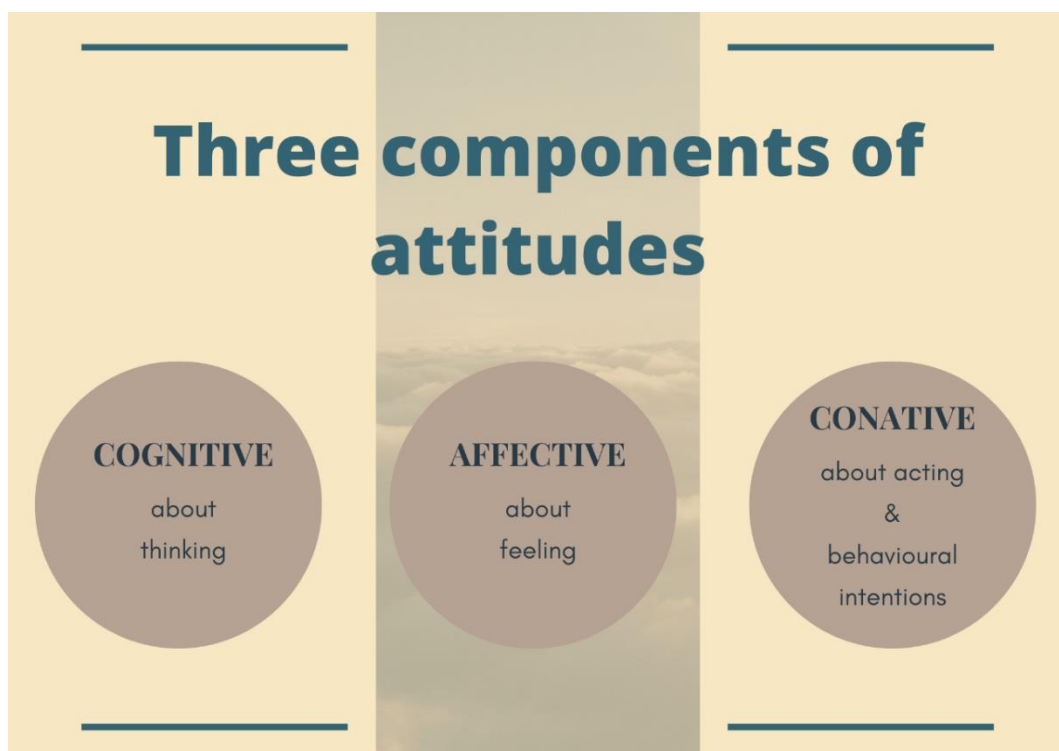 Three components of
attitudes
COGNITIVE
about
thinking
AFFECTIVE
about
feeling
CONATIVE
about acting
&
behavioural
intentions